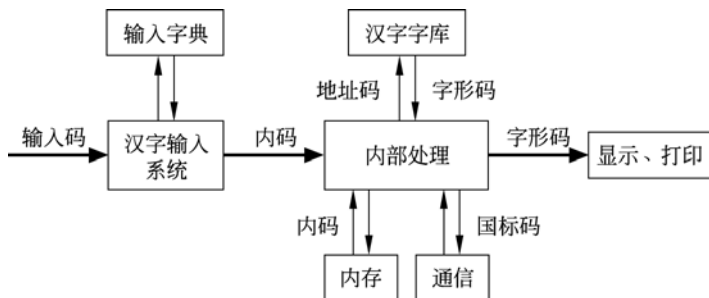 输入字典
汉字字库
地址码
字形码
输入码
汉字输入
系统
内码
内部处理
字形码
显示、打印
内码
国标码
内存
通信